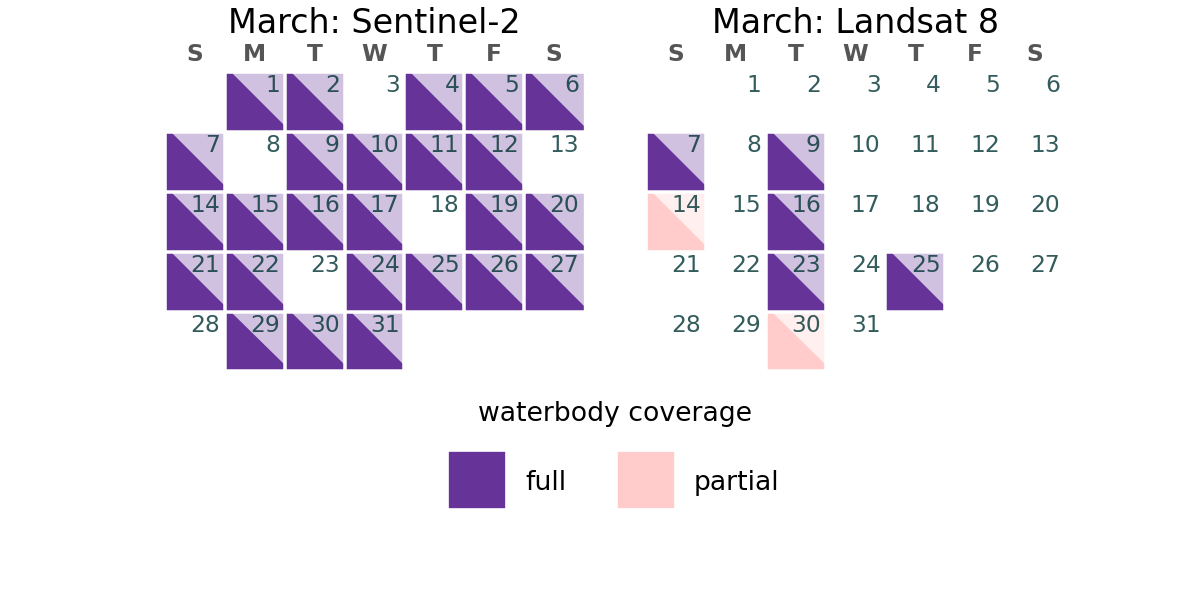 March: Sentinel-2
S M T W T F S
1 2 3 4 5 6
7 8 9 10 11 12 13
14 15 16 17 18 19 20
21 22 23 24 25 26 27
28 29 30 31
March: Landsat 8
S M T W T F S
1 2 3 4 5 6
7 8 9 10 11 12 13
14 15 16 17 18 19 20
21 22 23 24 25 26 27
28 29 30 31
waterbody coverage
full partial